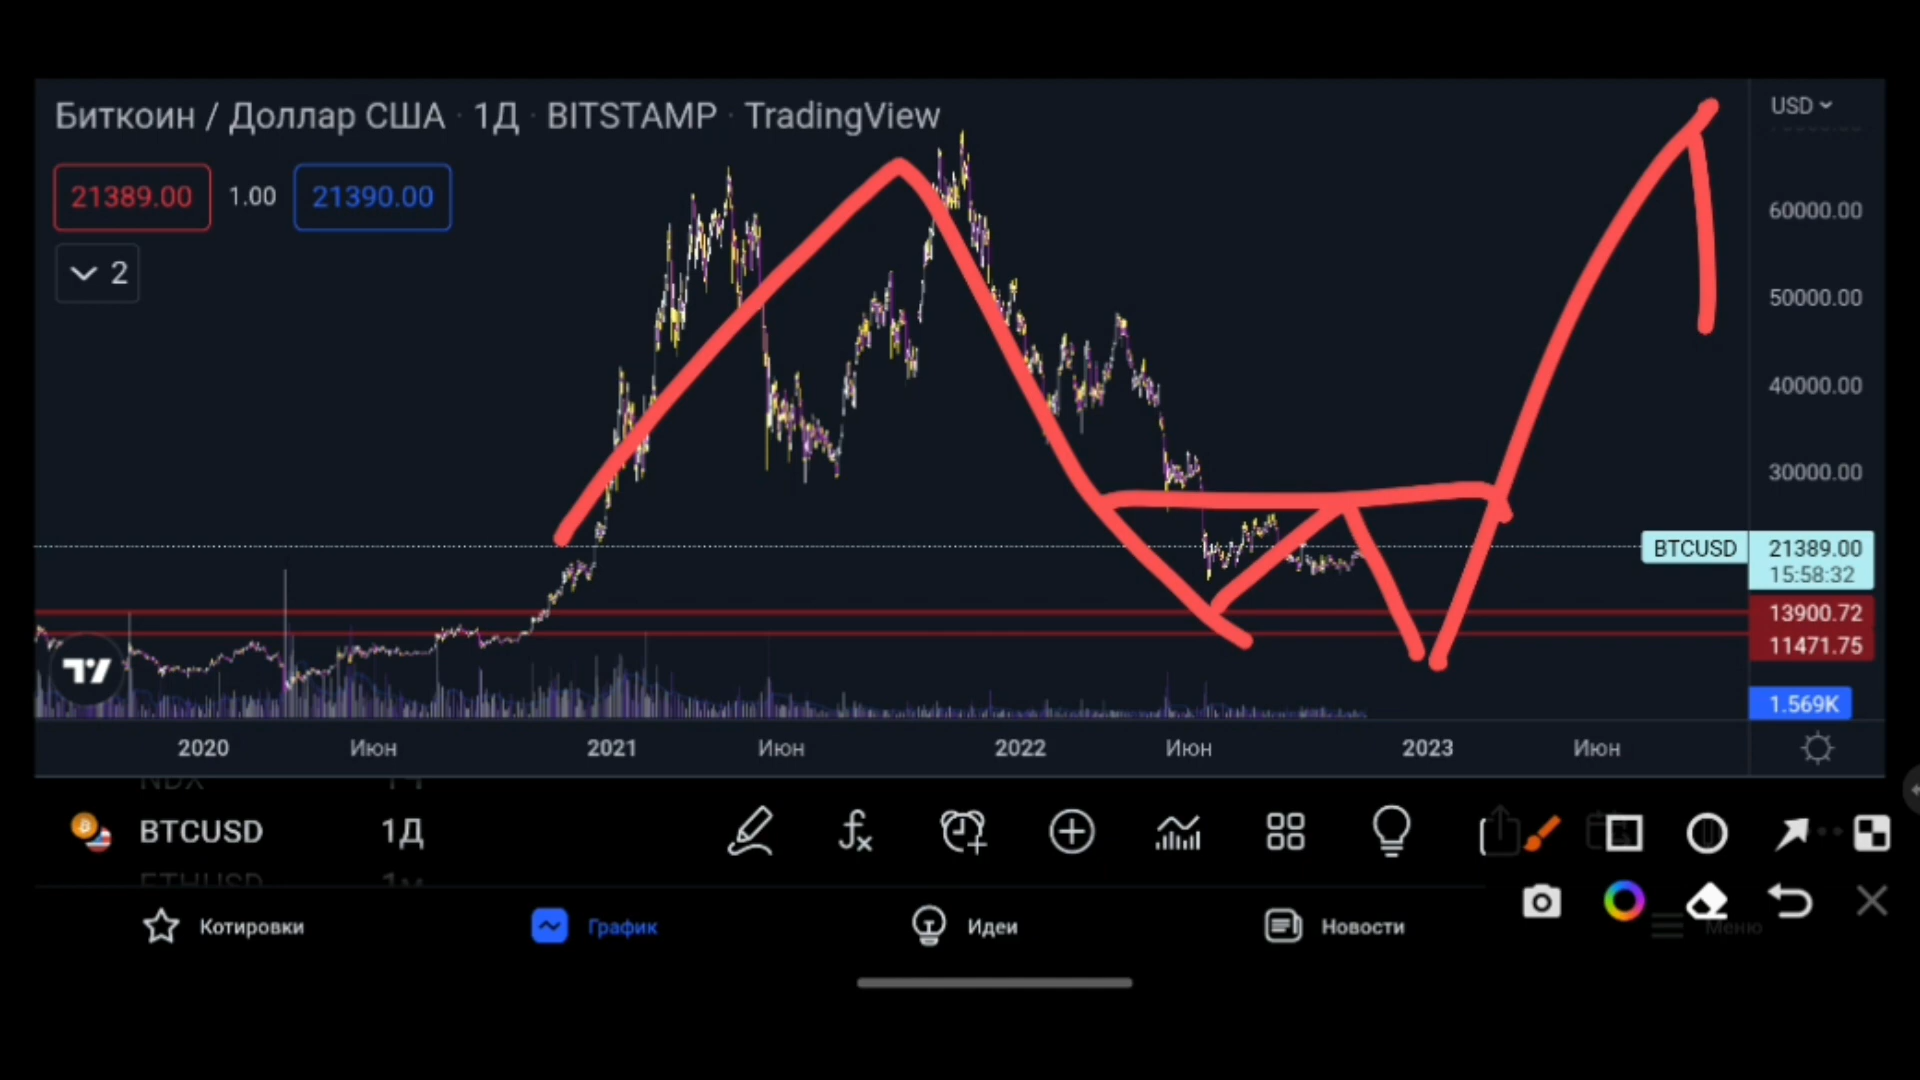 Биткоин / Доллар США · 1Д · BITSTAMP · TradingView
USD
21389.00 1.00 21390.00
2
60000.00
50000.00
40000.00
30000.00
BTCUSD 21389.00
15:58:32
13900.72
11471.75
1.569K
2020 Июн 2021 Июн 2022 Июн 2023 Июн
BTCUSD 1Д
ETHUSD
Котировки График Идеи Новости Меню